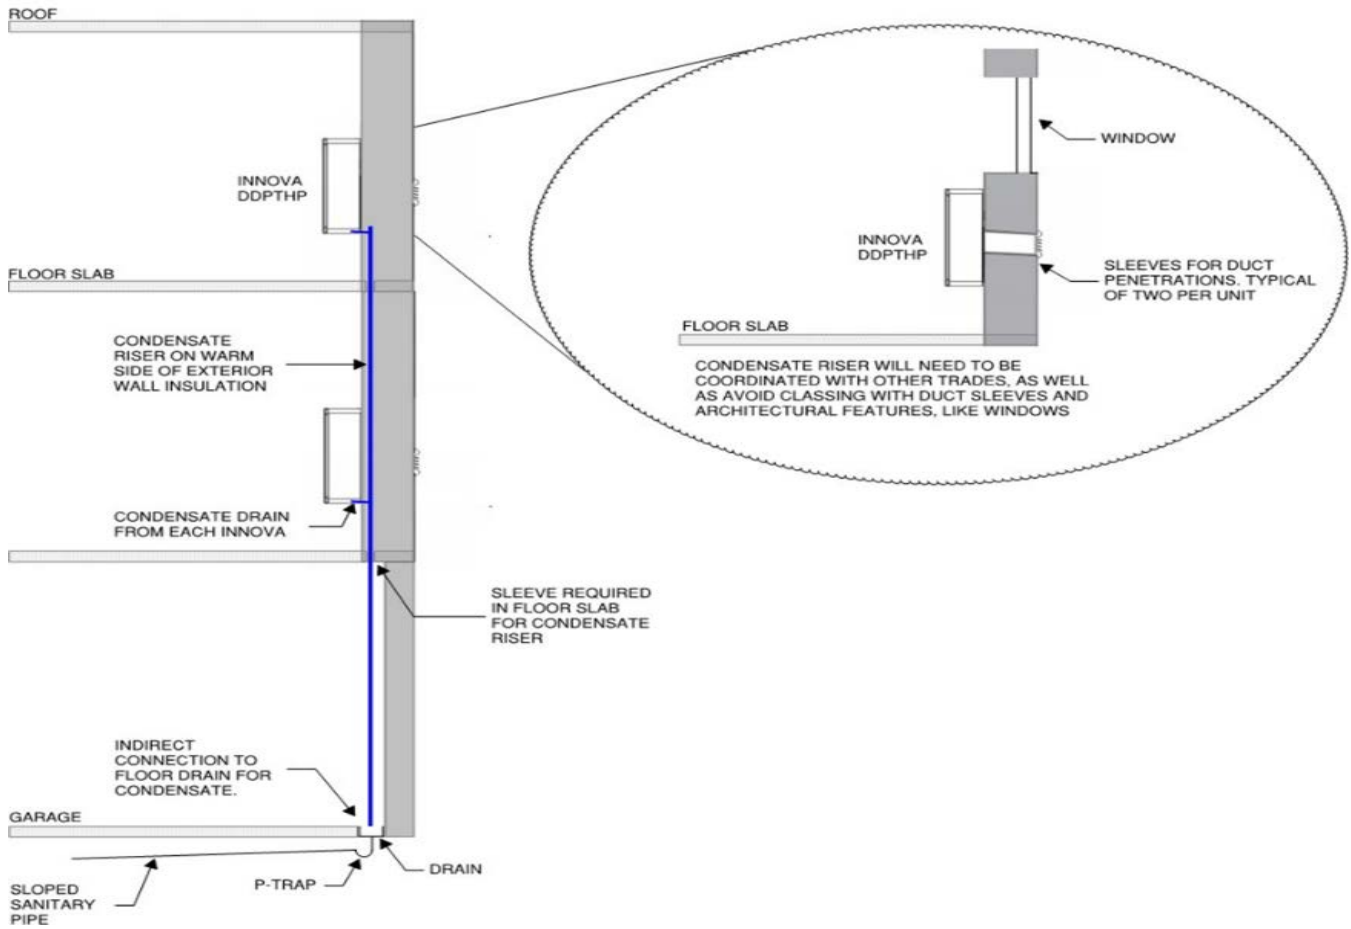 ROOF
INNOVA
DDPTHP
FLOOR SLAB
CONDENSATE
RISER ON WARM
SIDE OF EXTERIOR
WALL INSULATION
CONDENSATE DRAIN
FROM EACH INNOVA
SLEEVE REQUIRED
IN FLOOR SLAB
FOR CONDENSATE
RISER
INDIRECT
CONNECTION TO
FLOOR DRAIN FOR
CONDENSATE.
GARAGE
DRAIN
P-TRAP
SLOPED
SANITARY
PIPE
WINDOW
INNOVA
DDPTHP
SLEEVES FOR DUCT
PENETRATIONS. TYPICAL
OF TWO PER UNIT
FLOOR SLAB
CONDENSATE RISER WILL NEED TO BE
COORDINATED WITH OTHER TRADES, AS WELL
AS AVOID CLASSING WITH DUCT SLEEVES AND
ARCHITECTURAL FEATURES, LIKE WINDOWS